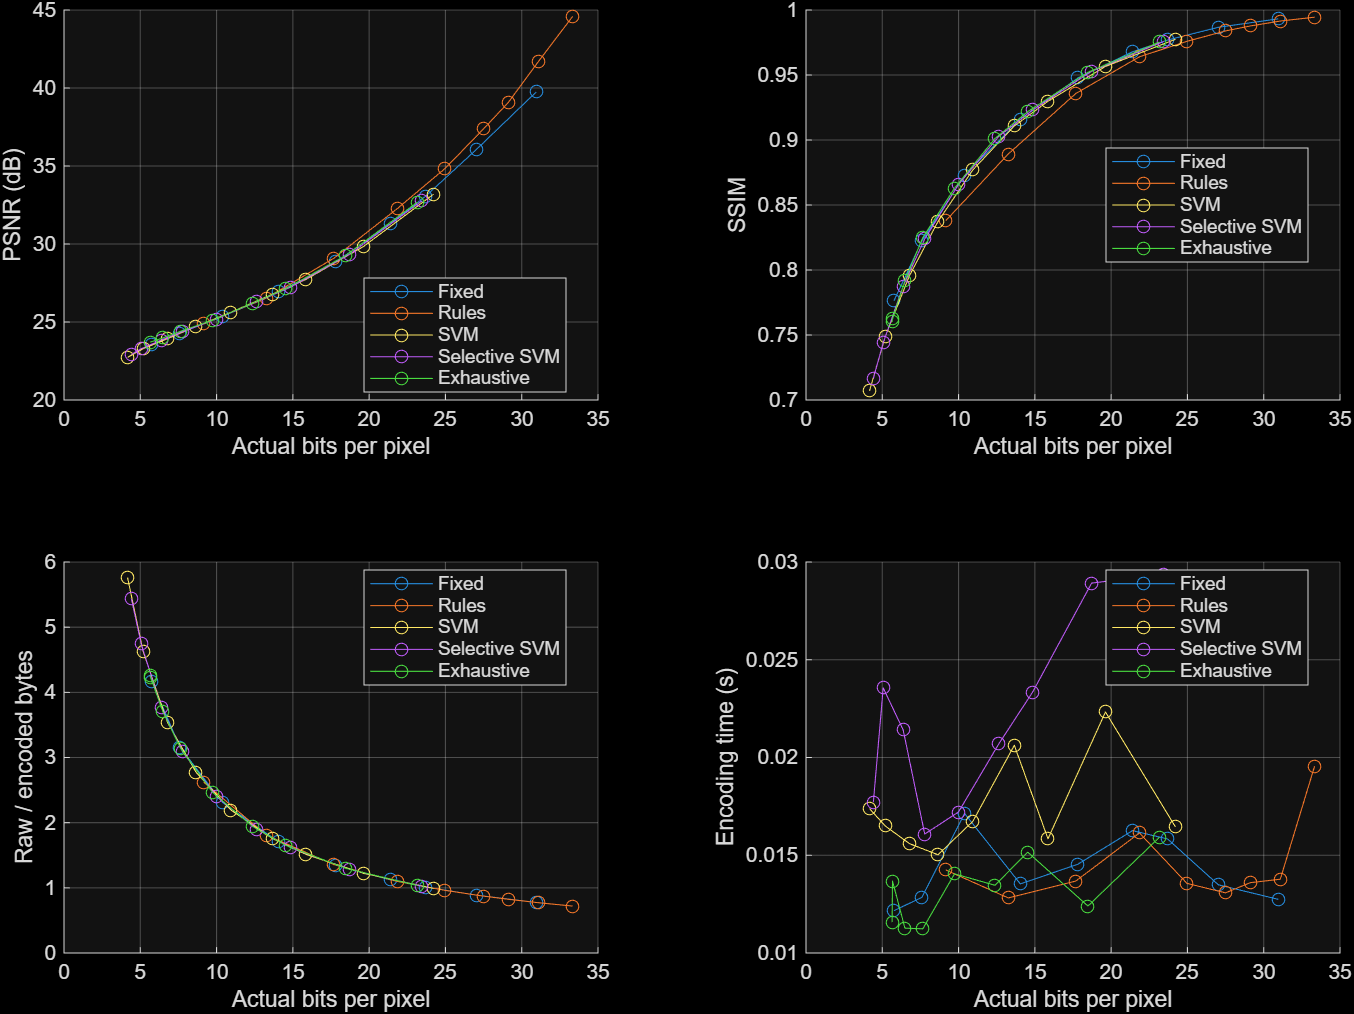 45
40
35
30
25
20
PSNR (dB)
Fixed
Rules
SVM
Selective SVM
Exhaustive
0 5 10 15 20 25 30 35
Actual bits per pixel
1
0.95
0.9
0.85
0.8
0.75
0.7
SSIM
Fixed
Rules
SVM
Selective SVM
Exhaustive
0 5 10 15 20 25 30 35
Actual bits per pixel
6
5
4
3
2
1
0
Raw / encoded bytes
Fixed
Rules
SVM
Selective SVM
Exhaustive
0 5 10 15 20 25 30 35
Actual bits per pixel
0.03
0.025
0.02
0.015
0.01
Encoding time (s)
Fixed
Rules
SVM
Selective SVM
Exhaustive
0 5 10 15 20 25 30 35
Actual bits per pixel